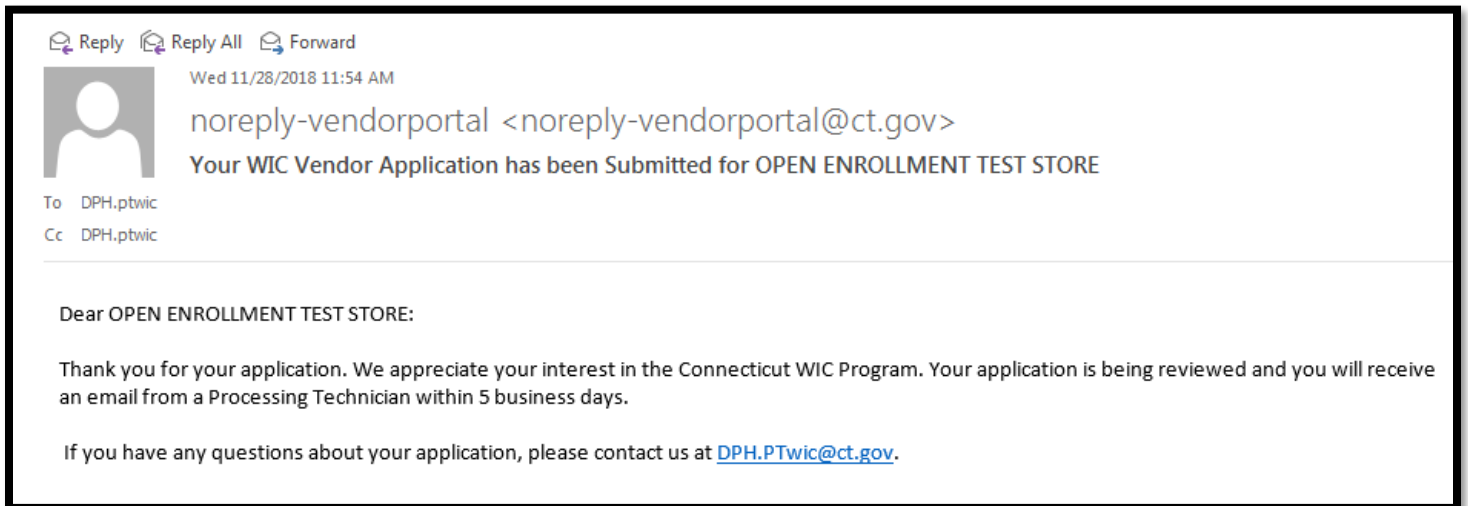 Reply Reply All Forward
Wed 11/28/2018 11:54 AM
noreply-vendorportal <noreply-vendorportal@ct.gov>
Your WIC Vendor Application has been Submitted for OPEN ENROLLMENT TEST STORE
To DPH.ptwic
Cc DPH.ptwic
Dear OPEN ENROLLMENT TEST STORE:
Thank you for your application. We appreciate your interest in the Connecticut WIC Program. Your application is being reviewed and you will receive
an email from a Processing Technician within 5 business days.
If you have any questions about your application, please contact us at DPH.PTwic@ct.gov.